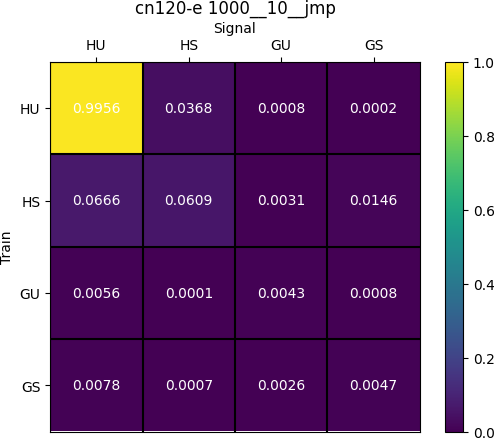 cn120-e 1000__10__jmp
Signal
HU HS GU GS
HU 0.9956 0.0368 0.0008 0.0002
HS 0.0666 0.0609 0.0031 0.0146
GU 0.0056 0.0001 0.0043 0.0008
GS 0.0078 0.0007 0.0026 0.0047
Train
1.0
0.8
0.6
0.4
0.2
0.0